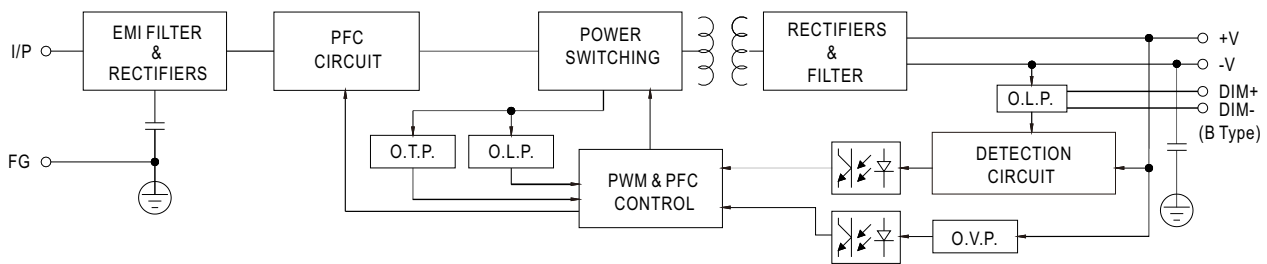 I/P
EMI FILTER
&
RECTIFIERS
PFC
CIRCUIT
POWER
SWITCHING
RECTIFIERS
&
FILTER
+V
-V
DIM+
DIM-
(B Type)
O.L.P.
FG
O.T.P.
O.L.P.
PWM & PFC
CONTROL
DETECTION
CIRCUIT
O.V.P.